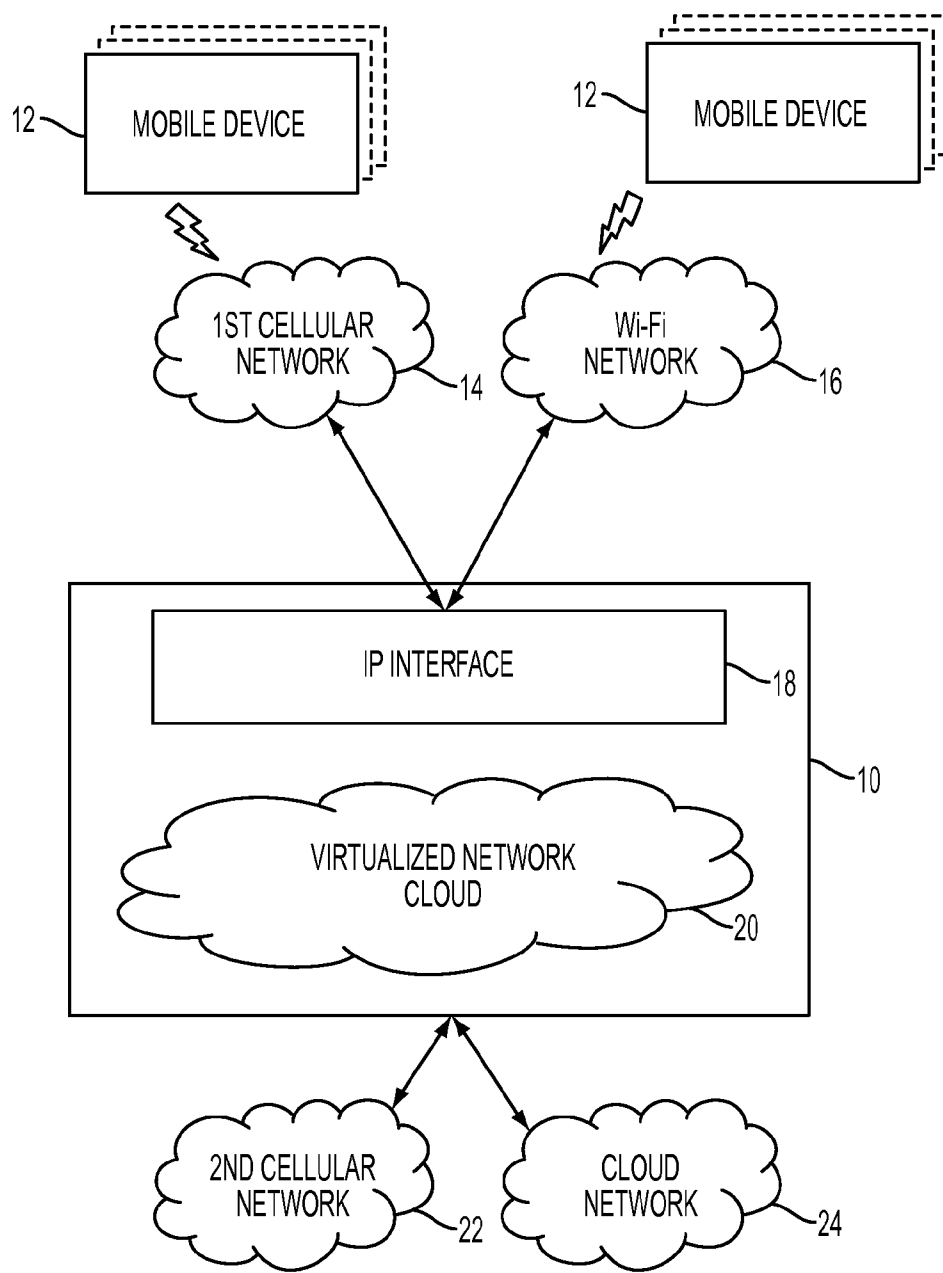 12
MOBILE DEVICE
12
MOBILE DEVICE
1ST CELLULAR
NETWORK
14
Wi-Fi
NETWORK
16
IP INTERFACE
18
10
VIRTUALIZED NETWORK
CLOUD
20
2ND CELLULAR
NETWORK
22
CLOUD
NETWORK
24